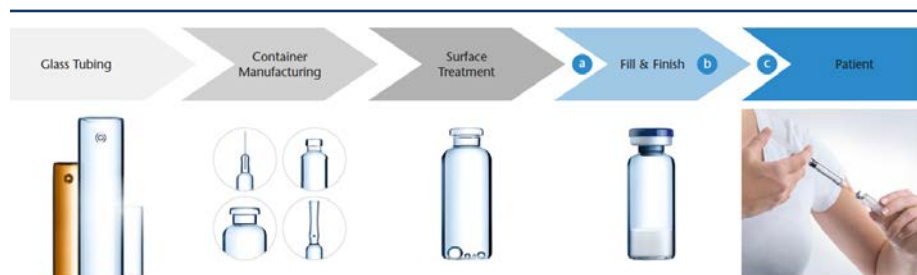 Glass Tubing
Container
Manufacturing
Surface
Treatment
a
Fill & Finish
b
c
Patient